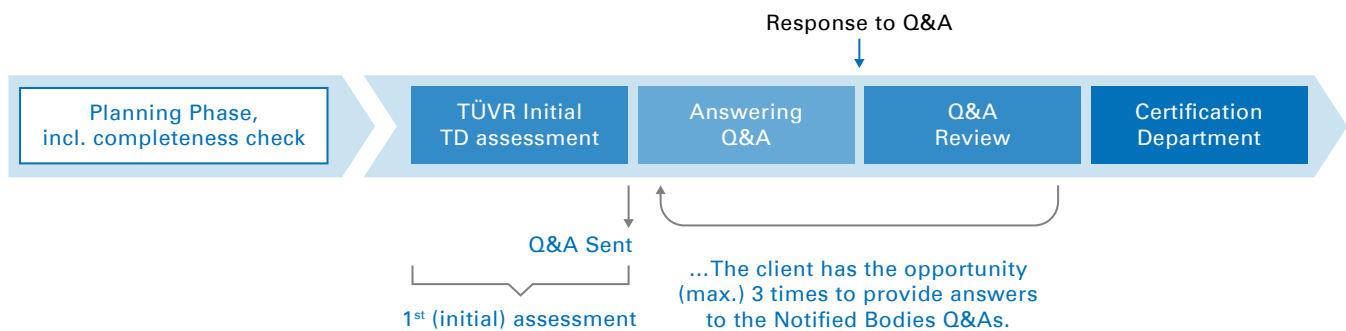 Response to Q&A
Planning Phase,
incl. completeness check
TÜVR Initial
TD assessment
Answering
Q&A
Q&A
Review
Certification
Department
Q&A Sent
1st (initial) assessment
...The client has the opportunity
(max.) 3 times to provide answers
to the Notified Bodies Q&As.